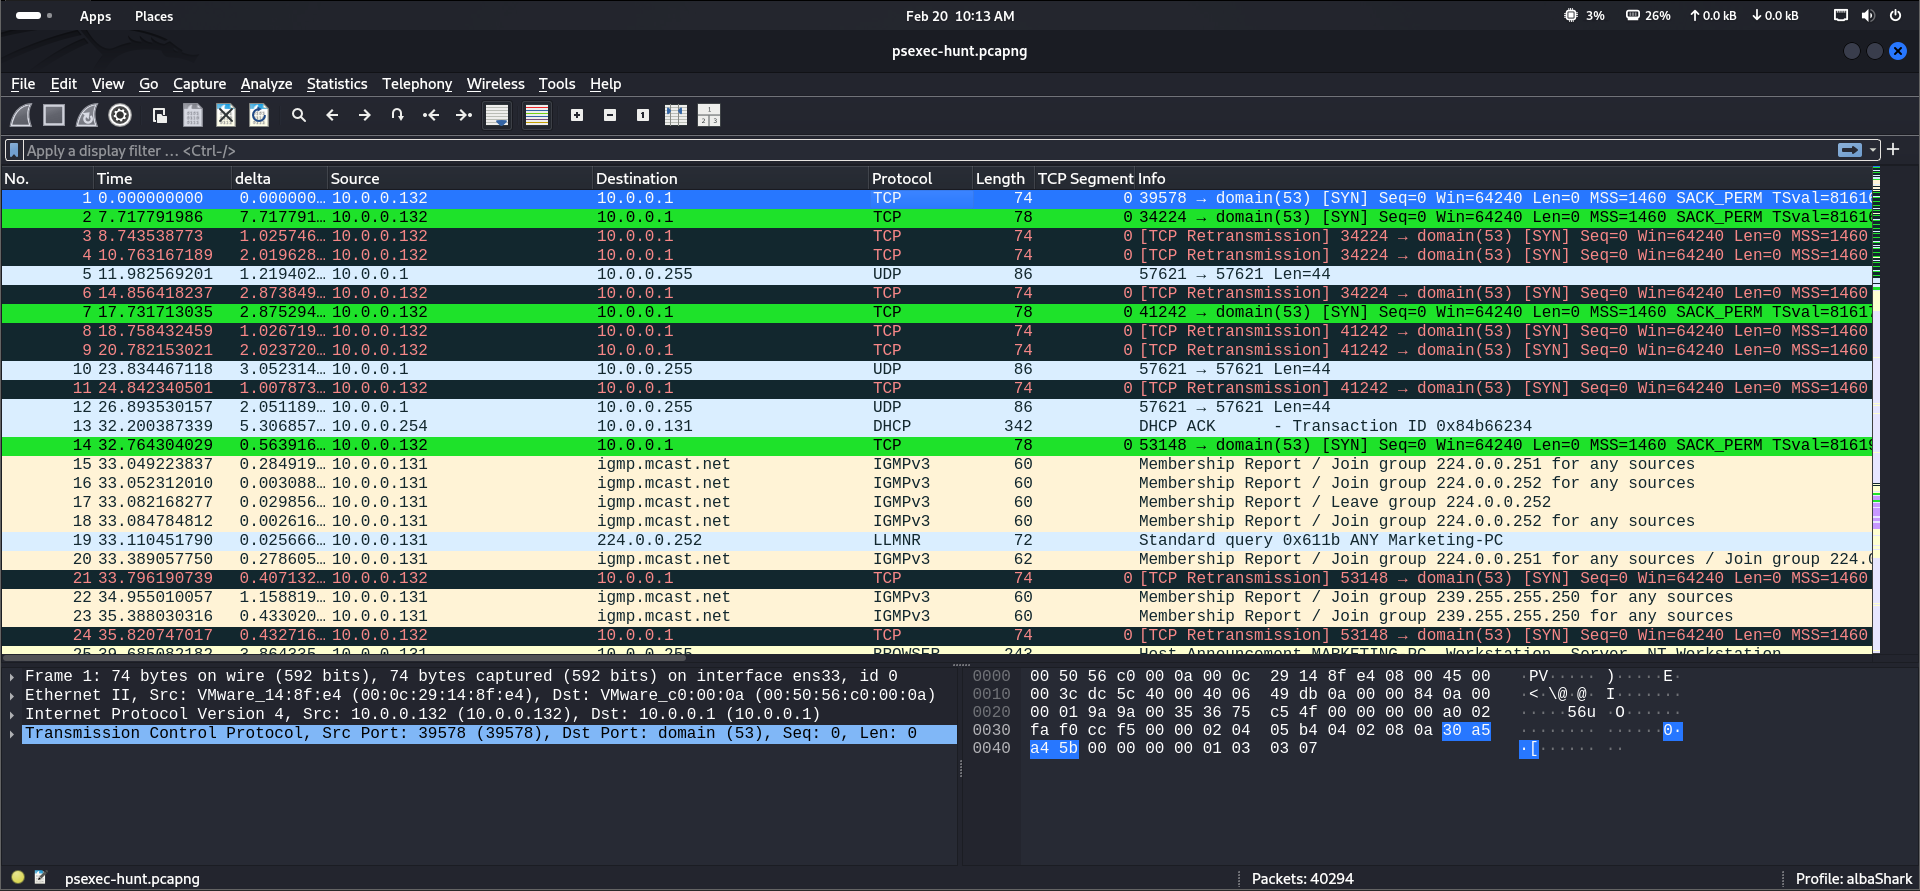 Apps Places Feb 20 10:13 AM 3% 26% 0.0 kB 0.0 kB
psexec-hunt.pcapng
File Edit View Go Capture Analyze Statistics Telephony Wireless Tools Help
Apply a display filter … <Ctrl-/>
No. Time delta Source Destination Protocol Length TCP Segment Info
1 0.000000000 0.000000… 10.0.0.132 10.0.0.1 TCP 74 0 39578 → domain(53) [SYN] Seq=0 Win=64240 Len=0 MSS=1460 SACK_PERM TSval=8161
2 7.717791986 7.717791… 10.0.0.132 10.0.0.1 TCP 78 0 34224 → domain(53) [SYN] Seq=0 Win=64240 Len=0 MSS=1460 SACK_PERM TSval=8161
3 8.743538773 1.025746… 10.0.0.132 10.0.0.1 TCP 74 0 [TCP Retransmission] 34224 → domain(53) [SYN] Seq=0 Win=64240 Len=0 MSS=1460
4 10.763167189 2.019628… 10.0.0.132 10.0.0.1 TCP 74 0 [TCP Retransmission] 34224 → domain(53) [SYN] Seq=0 Win=64240 Len=0 MSS=1460
5 11.982569201 1.219402… 10.0.0.1 10.0.0.255 UDP 86 57621 → 57621 Len=44
6 14.856418237 2.873849… 10.0.0.132 10.0.0.1 TCP 74 0 [TCP Retransmission] 34224 → domain(53) [SYN] Seq=0 Win=64240 Len=0 MSS=1460
7 17.731713035 2.875294… 10.0.0.132 10.0.0.1 TCP 78 0 41242 → domain(53) [SYN] Seq=0 Win=64240 Len=0 MSS=1460 SACK_PERM TSval=81617
8 18.758432459 1.026719… 10.0.0.132 10.0.0.1 TCP 74 0 [TCP Retransmission] 41242 → domain(53) [SYN] Seq=0 Win=64240 Len=0 MSS=1460
9 20.782153021 2.023720… 10.0.0.132 10.0.0.1 TCP 74 0 [TCP Retransmission] 41242 → domain(53) [SYN] Seq=0 Win=64240 Len=0 MSS=1460
10 23.834467118 3.052314… 10.0.0.1 10.0.0.255 UDP 86 57621 → 57621 Len=44
11 24.842340501 1.007873… 10.0.0.132 10.0.0.1 TCP 74 0 [TCP Retransmission] 41242 → domain(53) [SYN] Seq=0 Win=64240 Len=0 MSS=1460
12 26.893530157 2.051189… 10.0.0.1 10.0.0.255 UDP 86 57621 → 57621 Len=44
13 32.200387339 5.306857… 10.0.0.254 10.0.0.131 DHCP 342 DHCP ACK - Transaction ID 0x84b66234
14 32.764304029 0.563916… 10.0.0.132 10.0.0.1 TCP 78 0 53148 → domain(53) [SYN] Seq=0 Win=64240 Len=0 MSS=1460 SACK_PERM TSval=81619
15 33.049223837 0.284919… 10.0.0.131 igmp.mcast.net IGMPv3 60 Membership Report / Join group 224.0.0.251 for any sources
16 33.052312010 0.003088… 10.0.0.131 igmp.mcast.net IGMPv3 60 Membership Report / Join group 224.0.0.252 for any sources
17 33.082168277 0.029856… 10.0.0.131 igmp.mcast.net IGMPv3 60 Membership Report / Leave group 224.0.0.252
18 33.084784812 0.002616… 10.0.0.131 igmp.mcast.net IGMPv3 60 Membership Report / Join group 224.0.0.252 for any sources
19 33.110451790 0.025666… 10.0.0.131 224.0.0.252 LLMNR 72 Standard query 0x611b ANY Marketing-PC
20 33.389057750 0.278605… 10.0.0.131 igmp.mcast.net IGMPv3 62 Membership Report / Join group 224.0.0.251 for any sources / Join group 224.
21 33.796190739 0.407132… 10.0.0.132 10.0.0.1 TCP 74 0 [TCP Retransmission] 53148 → domain(53) [SYN] Seq=0 Win=64240 Len=0 MSS=1460
22 34.955010057 1.158819… 10.0.0.131 igmp.mcast.net IGMPv3 60 Membership Report / Join group 239.255.255.250 for any sources
23 35.388030316 0.433020… 10.0.0.131 igmp.mcast.net IGMPv3 60 Membership Report / Join group 239.255.255.250 for any sources
24 35.820747017 0.432716… 10.0.0.132 10.0.0.1 TCP 74 0 [TCP Retransmission] 53148 → domain(53) [SYN] Seq=0 Win=64240 Len=0 MSS=1460
25 39.685082182 3.864335… 10.0.0.131 10.0.0.255 BROWSER 243 Host Announcement MARKETING-PC, Workstation, Server, NT Workstation
Frame 1: 74 bytes on wire (592 bits), 74 bytes captured (592 bits) on interface ens33, id 0
Ethernet II, Src: VMware_14:8f:e4 (00:0c:29:14:8f:e4), Dst: VMware_c0:00:0a (00:50:56:c0:00:0a)
Internet Protocol Version 4, Src: 10.0.0.132 (10.0.0.132), Dst: 10.0.0.1 (10.0.0.1)
Transmission Control Protocol, Src Port: 39578 (39578), Dst Port: domain (53), Seq: 0, Len: 0
0000 00 50 56 c0 00 0a 00 0c 29 14 8f e4 08 00 45 00 ·PV····· )·····E·
0010 00 3c dc 5c 40 00 40 06 49 db 0a 00 00 84 0a 00 ·<·\@·@· I·······
0020 00 01 9a 9a 00 35 36 75 c5 4f 00 00 00 00 a0 02 ·····56u ·O······
0030 fa f0 cc f5 00 00 02 04 05 b4 04 02 08 0a 30 a5 ········ ······0·
0040 a4 5b 00 00 00 00 01 03 03 07 ·[······ ··
psexec-hunt.pcapng Packets: 40294 Profile: albaShark